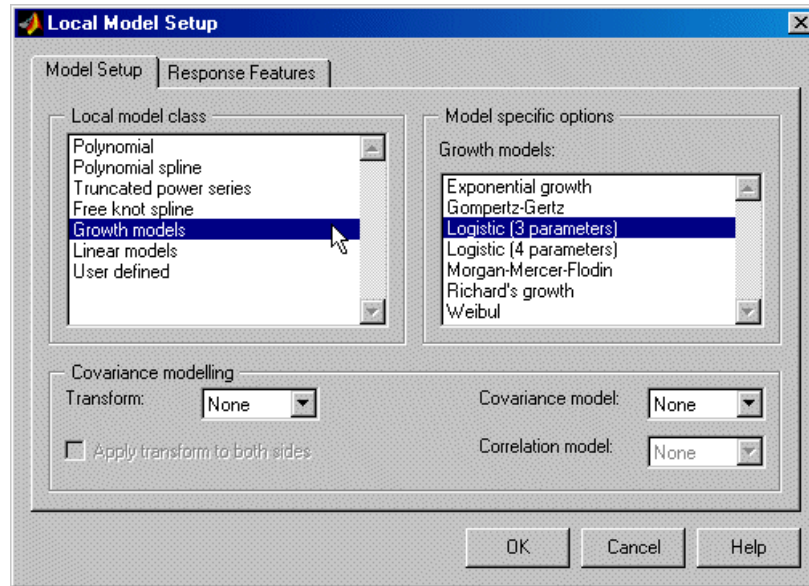 Local Model Setup
Model Setup
Response Features
Local model class
Polynomial
Polynomial spline
Truncated power series
Free knot spline
Growth models
Linear models
User defined
Model specific options
Growth models:
Exponential growth
Gompertz-Gertz
Logistic (3 parameters)
Logistic (4 parameters)
Morgan-Mercer-Flodin
Richard's growth
Weibul
Covariance modelling
Transform:
None
Apply transform to both sides
Covariance model:
None
Correlation model:
None
OK
Cancel
Help